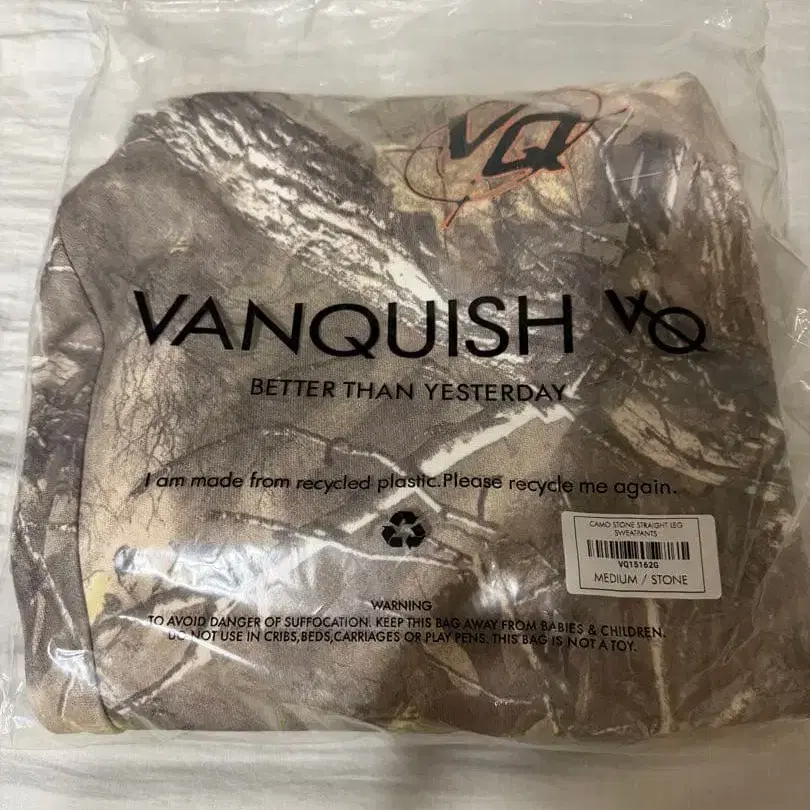 VQ
VANQUISH VQ
BETTER THAN YESTERDAY
I am made from recycled plastic.Please recycle me again.
CAMO STONE STRAIGHT LEG
SWEATPANTS
VQ15162G
MEDIUM / STONE
WARNING
TO AVOID DANGER OF SUFFOCATION. KEEP THIS BAG AWAY FROM BABIES & CHILDREN.
DO NOT USE IN CRIBS,BEDS,CARRIAGES OR PLAY PENS. THIS BAG IS NOT A TOY.